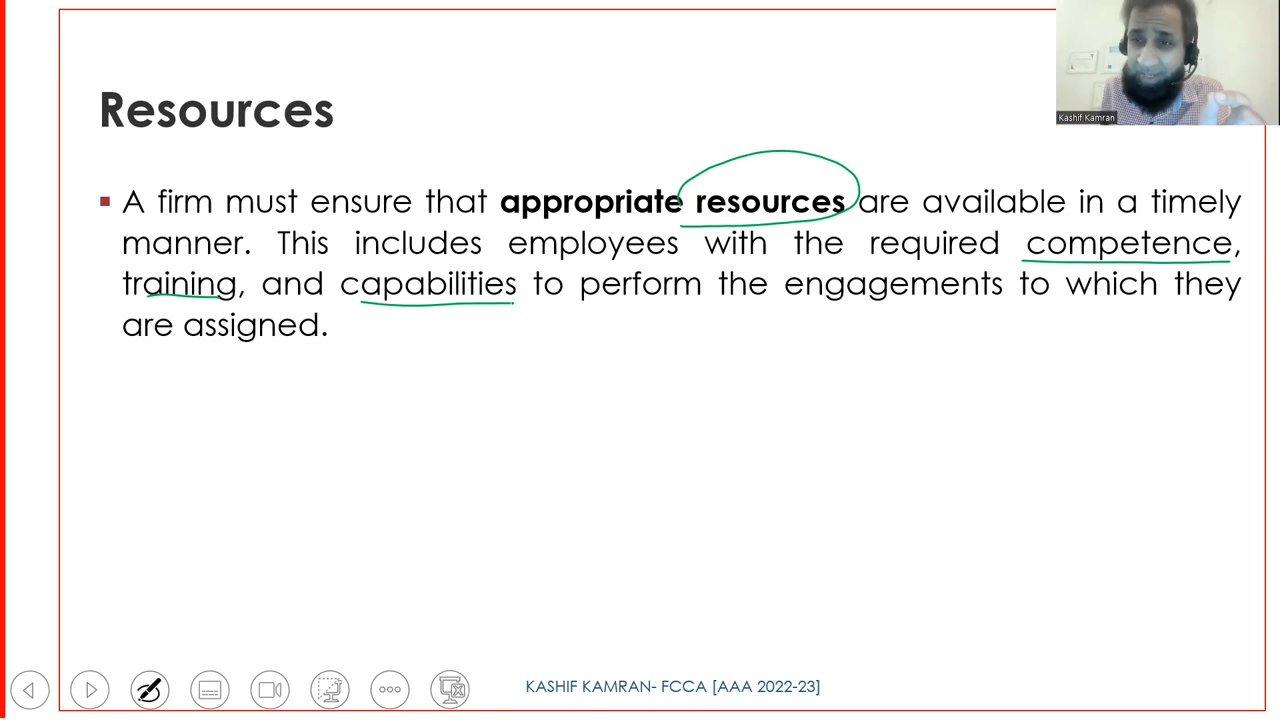 Kashif Kamran
Resources
▪ A firm must ensure that appropriate resources are available in a timely
manner. This includes employees with the required competence,
training, and capabilities to perform the engagements to which they
are assigned.
KASHIF KAMRAN- FCCA [AAA 2022-23]